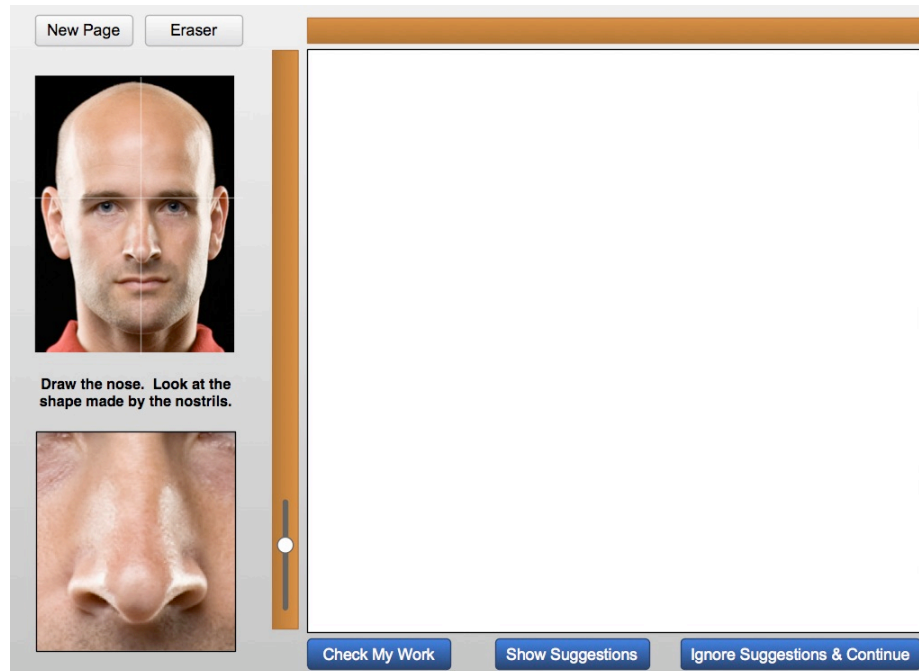 New Page
Eraser
Draw the nose. Look at the
shape made by the nostrils.
Check My Work
Show Suggestions
Ignore Suggestions & Continue